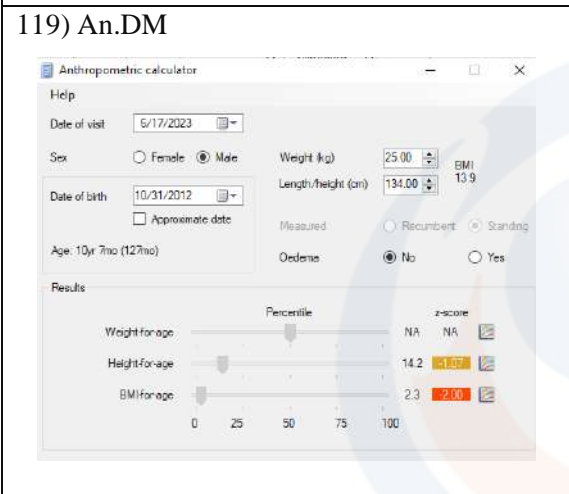 119) An.DM
Anthropometric calculator
Help
Date of visit 6/17/2023
Sex Female Male Weight (kg) 25.00 BMI
Length/height (cm) 134.00 13.9
Date of birth 10/31/2012
Approximate date
Measured Recumbent Standing
Age: 10yr 7mo (127mo) Oedema No Yes
Results
Percentile z-score
Weight-for-age NA NA
Height-for-age 14.2 -1.07
BMI-for-age 2.3 -2.00
0 25 50 75 100